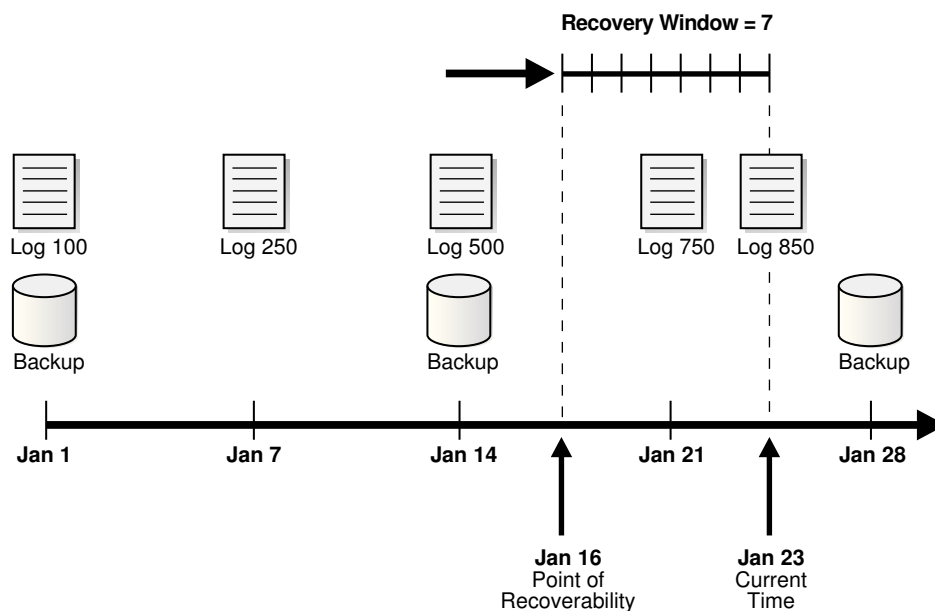 Recovery Window = 7
Log 100
Log 250
Log 500
Log 750
Log 850
Backup
Backup
Backup
Jan 1
Jan 7
Jan 14
Jan 21
Jan 28
Jan 16
Point of
Recoverability
Jan 23
Current
Time